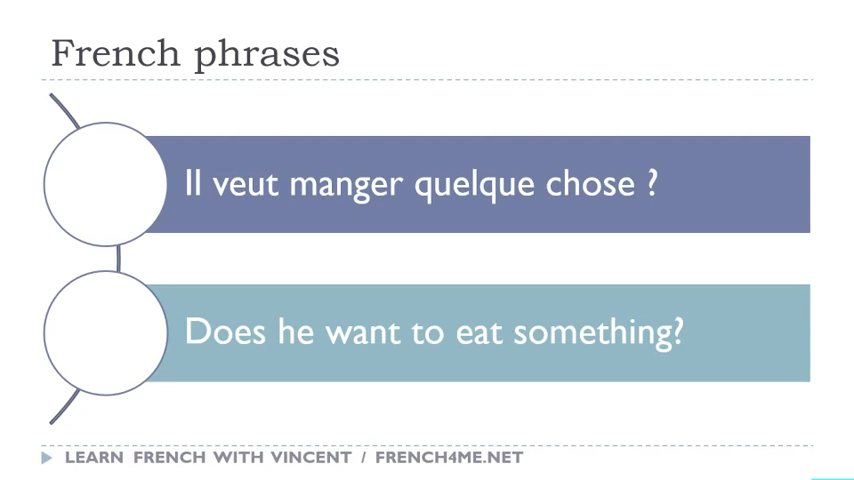 French phrases
Il veut manger quelque chose ?
Does he want to eat something?
LEARN FRENCH WITH VINCENT / FRENCH4ME.NET